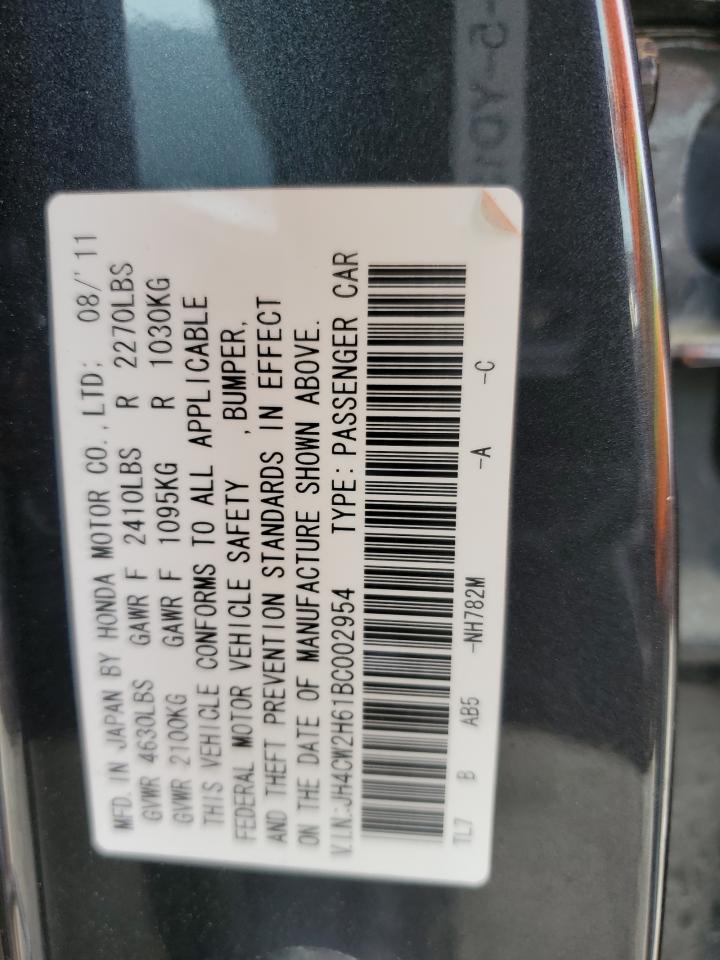 MFD. IN JAPAN BY HONDA MOTOR CO., LTD; 08/'11
GVWR 4630LBS GAWR F 2410LBS R 2270LBS
GVWR 2100KG GAWR F 1095KG R 1030KG
THIS VEHICLE CONFORMS TO ALL APPLICABLE
FEDERAL MOTOR VEHICLE SAFETY ,BUMPER,
AND THEFT PREVENTION STANDARDS IN EFFECT
ON THE DATE OF MANUFACTURE SHOWN ABOVE.
V.I.N:JH4CW2H61BC002954 TYPE:PASSENGER CAR
TL7 B AB5 -NH782M -A -C